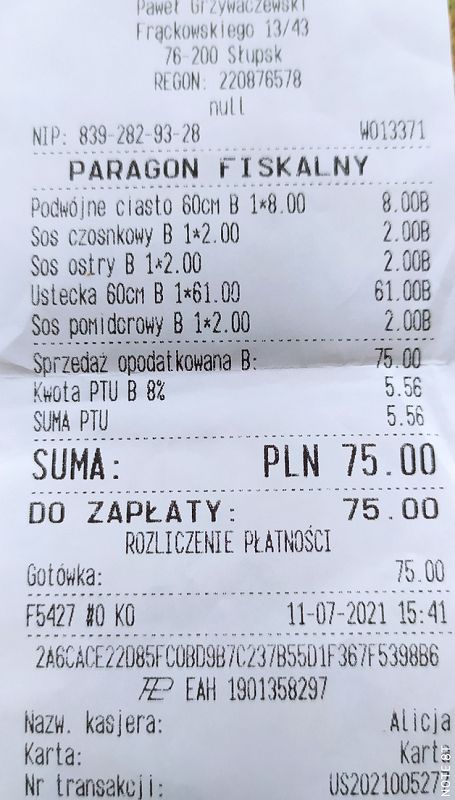 Paweł Grzywaczewski
Frąckowskiego 13/43
76-200 Słupsk
REGON: 220876578
null
NIP: 839-282-93-28 W013371
PARAGON FISKALNY
Podwójne ciasto 60cm B 1*8.00 8.00B
Sos czosnkowy B 1*2.00 2.00B
Sos ostry B 1*2.00 2.00B
Ustecka 60cm B 1*61.00 61.00B
Sos pomidorowy B 1*2.00 2.00B
Sprzedaż opodatkowana B: 75.00
Kwota PTU B 8% 5.56
SUMA PTU 5.56
SUMA: PLN 75.00
DO ZAPŁATY: 75.00
ROZLICZENIE PŁATNOŚCI
Gotówka: 75.00
F5427 #0 KO 11-07-2021 15:41
2A6CACE22D85FC0BD9B7C237B55D1F367F5398B6
EAH 1901358297
Nazw. kasjera: Alicja
Karta: Karta
Nr transakcji: